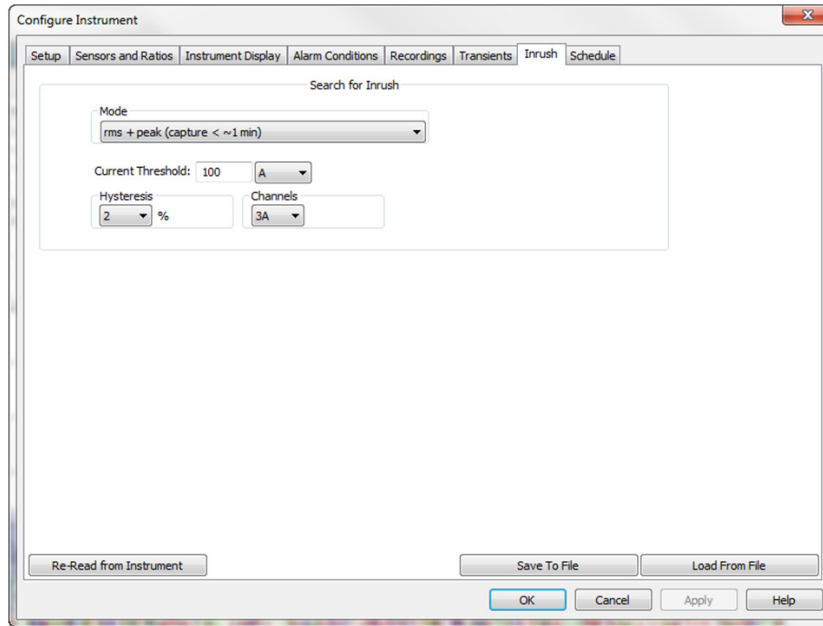 Configure Instrument
Setup Sensors and Ratios Instrument Display Alarm Conditions Recordings Transients Inrush Schedule
Search for Inrush
Mode
rms + peak (capture < ~1 min)
Current Threshold: 100 A
Hysteresis Channels
2 % 3A
Re-Read from Instrument Save To File Load From File
OK Cancel Apply Help